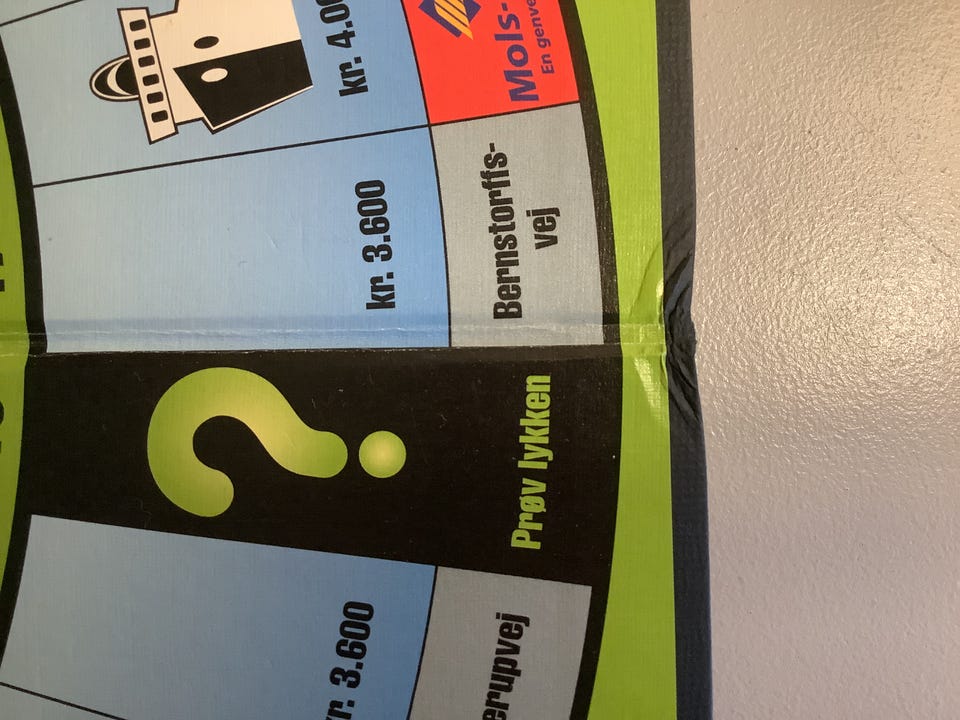 kr. 4.00
Mols-
En genve
kr. 3.600
Bernstorffs-
vej
Prøv lykken
kr. 3.600
erupvej